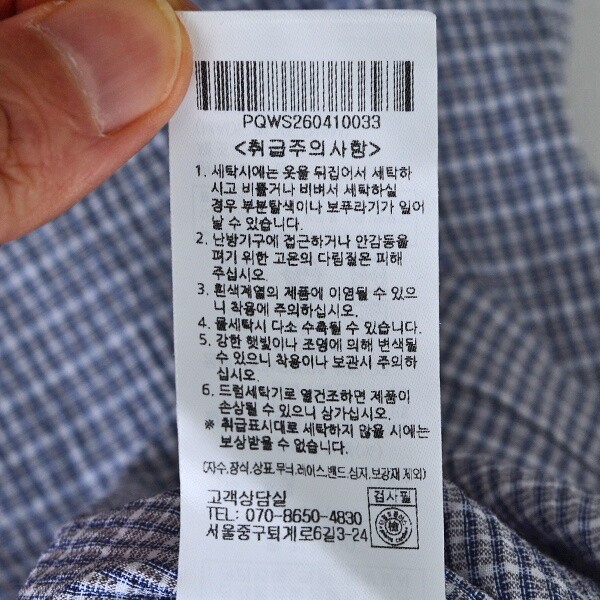 PQWS260410033
<취급주의사항>
1. 세탁시에는 옷을 뒤집어서 세탁하
시고 비틀거나 비벼서 세탁하실
경우 부분탈색이나 보푸라기가 일어
날 수 있습니다.
2. 난방기구에 접근하거나 안감등을
펴기 위한 고온의 다림질은 피해
주십시오.
3. 흰색계열의 제품에 이염될 수 있으
니 착용에 주의하십시오.
4. 물세탁시 다소 수축될 수 있습니다.
5. 강한 햇빛이나 조명에 의해 변색될
수 있으니 착용이나 보관시 주의하
십시오.
6. 드럼세탁기로 열건조하면 제품이
손상될 수 있으니 삼가십시오.
※ 취급표시대로 세탁하지 않을 시에는
보상받을 수 없습니다.
(자수,장식,상표,무늬,레이스,밴드,심지,보강재 제외)
고객상담실
TEL: 070-8650-4830
서울중구퇴계로6길3-24
검사필